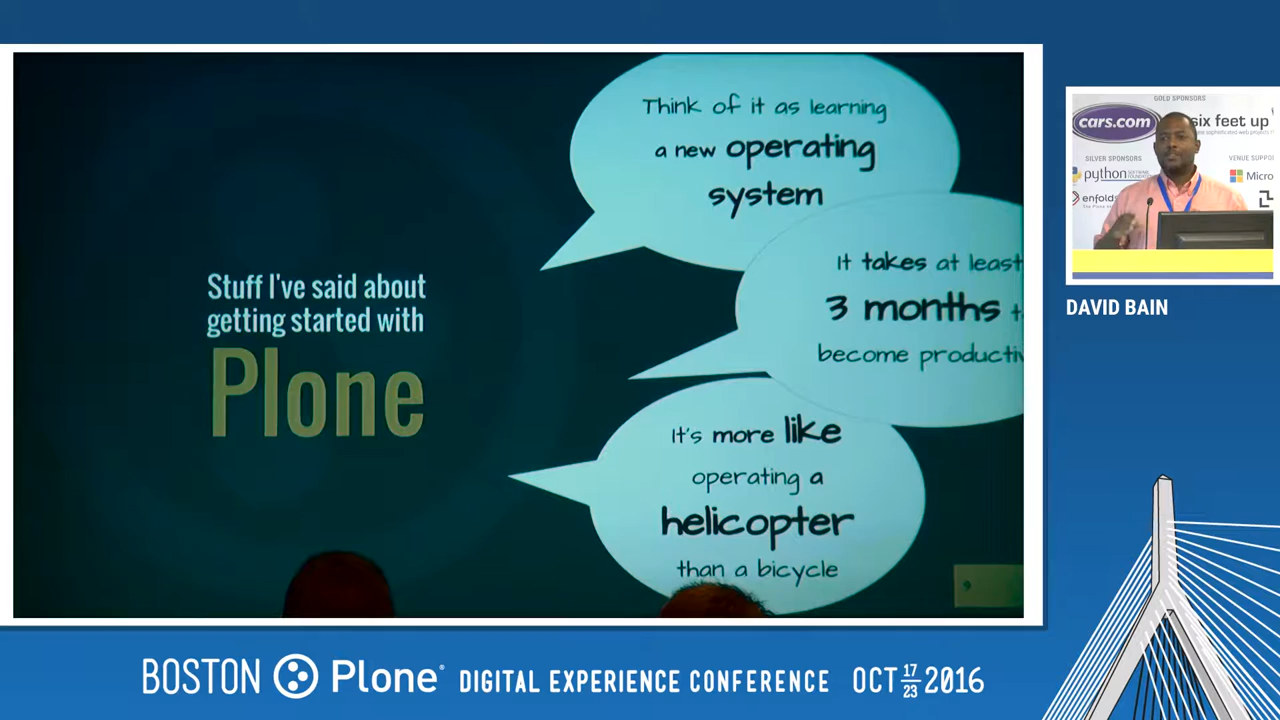 Stuff I've said about
getting started with
Plone
Think of it as learning
a new operating
system
It takes at least
3 months
become
It's more like
operating a
helicopter
than a bicycle
GOLD SPONSORS
cars.com
six feet up
SILVER SPONSORS
python
enfold
Micro
DAVID BAIN
BOSTON Plone DIGITAL EXPERIENCE CONFERENCE OCT 17 23 2016